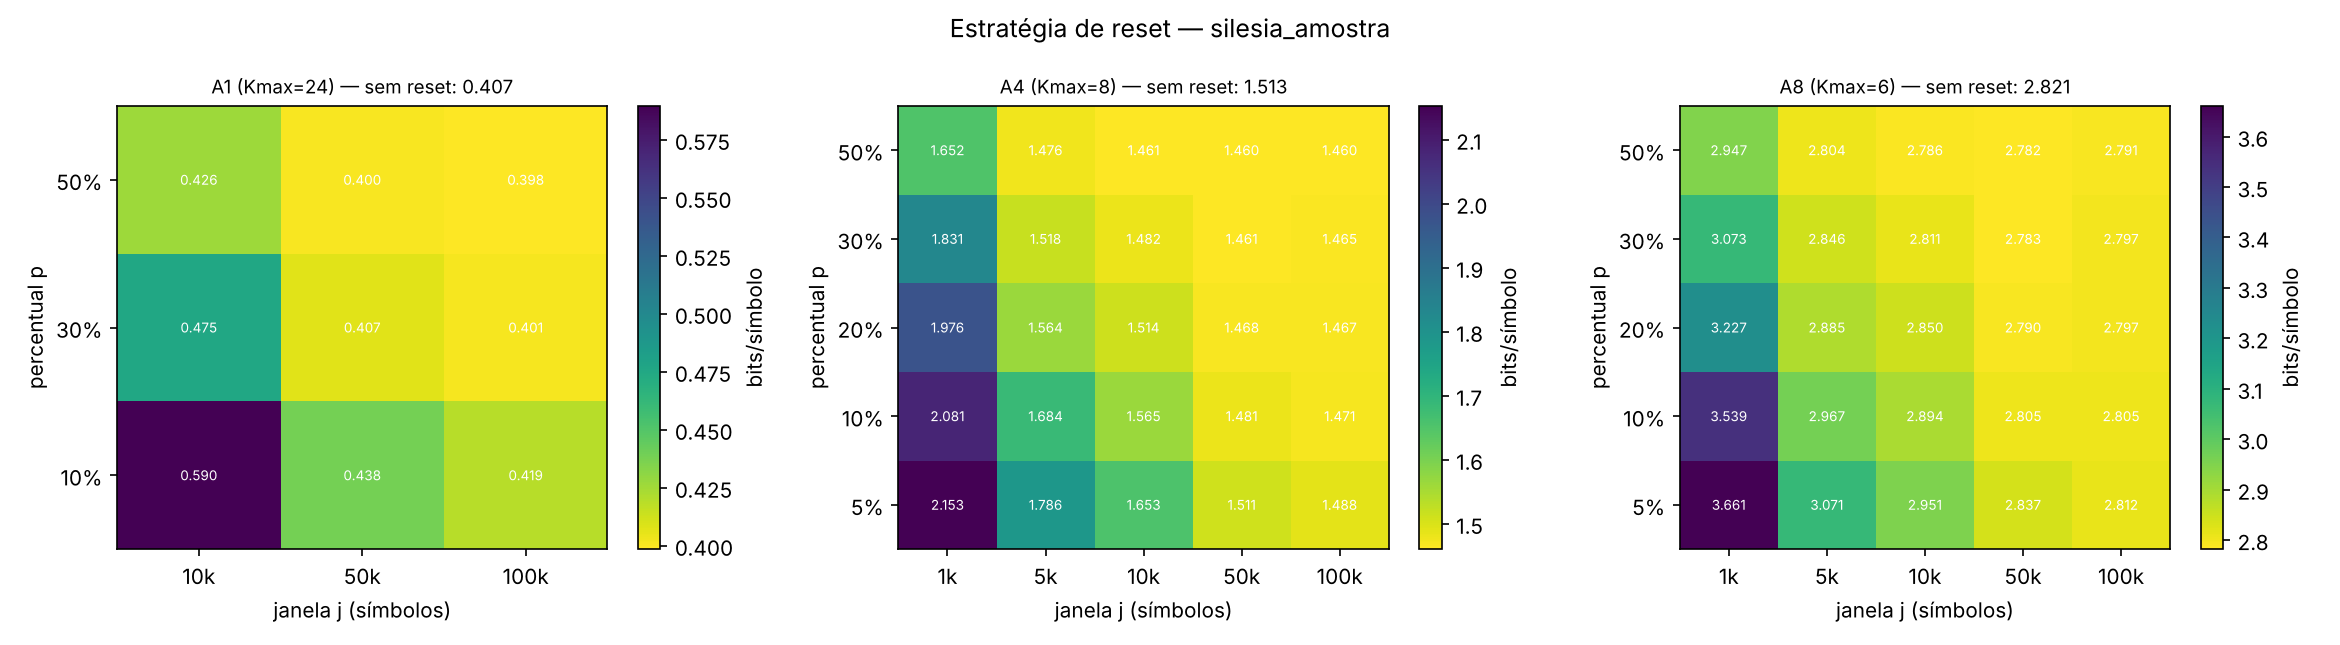 Estratégia de reset — silesia_amostra
A1 (Kmax=24) — sem reset: 0.407
percentual p
50%
30%
10%
0.426 0.400 0.398
0.475 0.407 0.401
0.590 0.438 0.419
10k 50k 100k
janela j (símbolos)
0.575
0.550
0.525
0.500
0.475
0.450
0.425
0.400
bits/símbolo
A4 (Kmax=8) — sem reset: 1.513
percentual p
50%
30%
20%
10%
5%
1.652 1.476 1.461 1.460 1.460
1.831 1.518 1.482 1.461 1.465
1.976 1.564 1.514 1.468 1.467
2.081 1.684 1.565 1.481 1.471
2.153 1.786 1.653 1.511 1.488
1k 5k 10k 50k 100k
janela j (símbolos)
2.1
2.0
1.9
1.8
1.7
1.6
1.5
bits/símbolo
A8 (Kmax=6) — sem reset: 2.821
percentual p
50%
30%
20%
10%
5%
2.947 2.804 2.786 2.782 2.791
3.073 2.846 2.811 2.783 2.797
3.227 2.885 2.850 2.790 2.797
3.539 2.967 2.894 2.805 2.805
3.661 3.071 2.951 2.837 2.812
1k 5k 10k 50k 100k
janela j (símbolos)
3.6
3.5
3.4
3.3
3.2
3.1
3.0
2.9
2.8
bits/símbolo